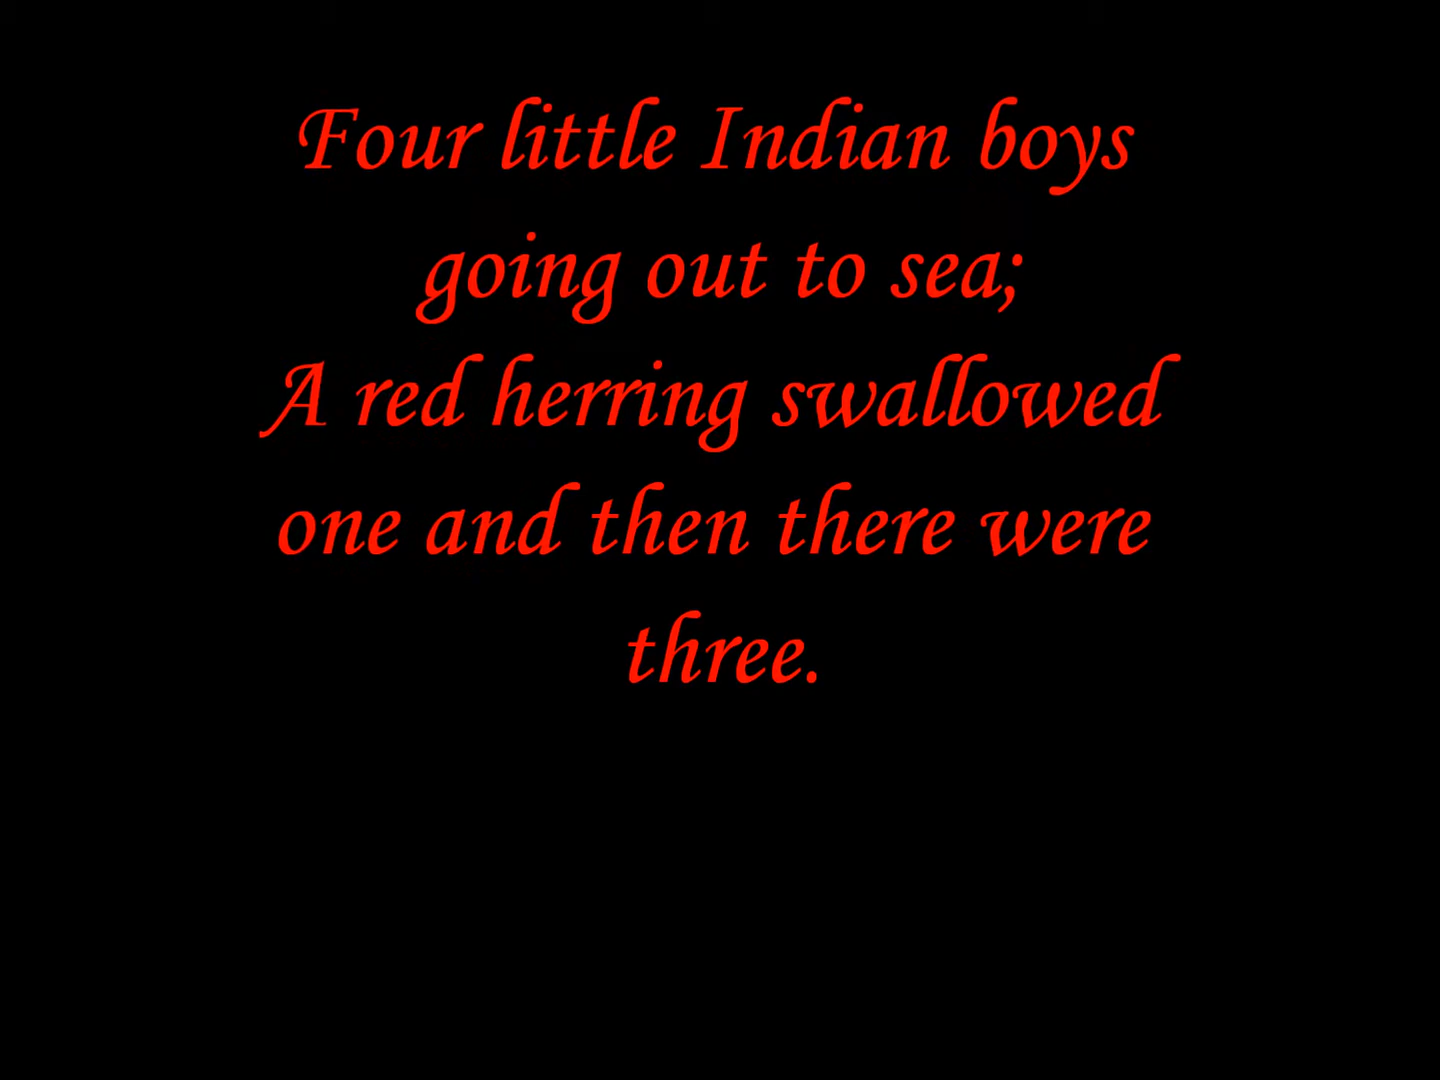 Four little Indian boys
going out to sea;
A red herring swallowed
one and then there were
three.